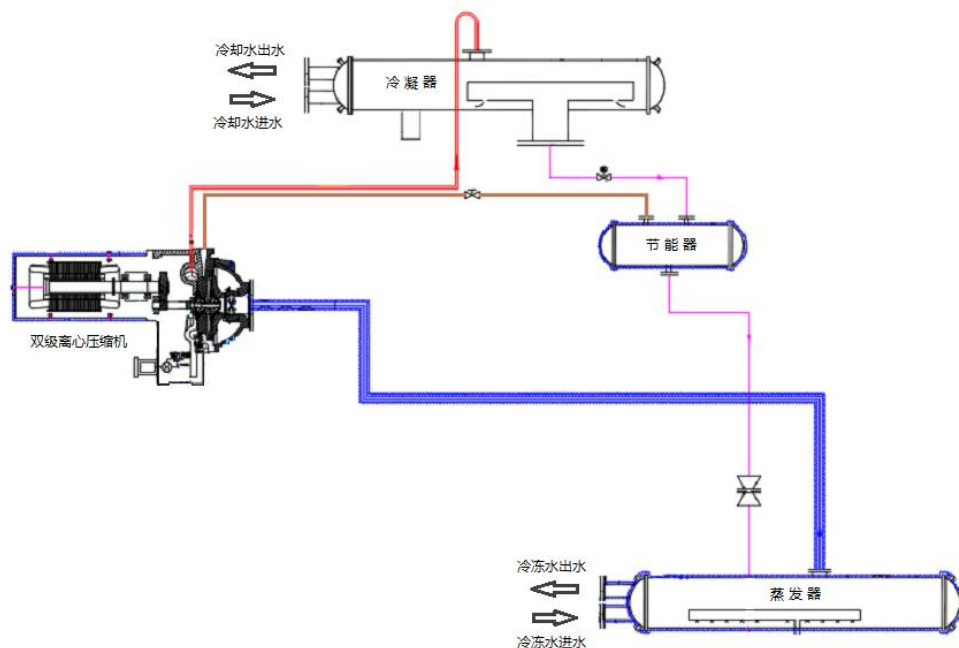 冷却水出水
冷凝器
冷却水进水
节能器
双级离心压缩机
冷冻水出水
蒸发器
冷冻水进水